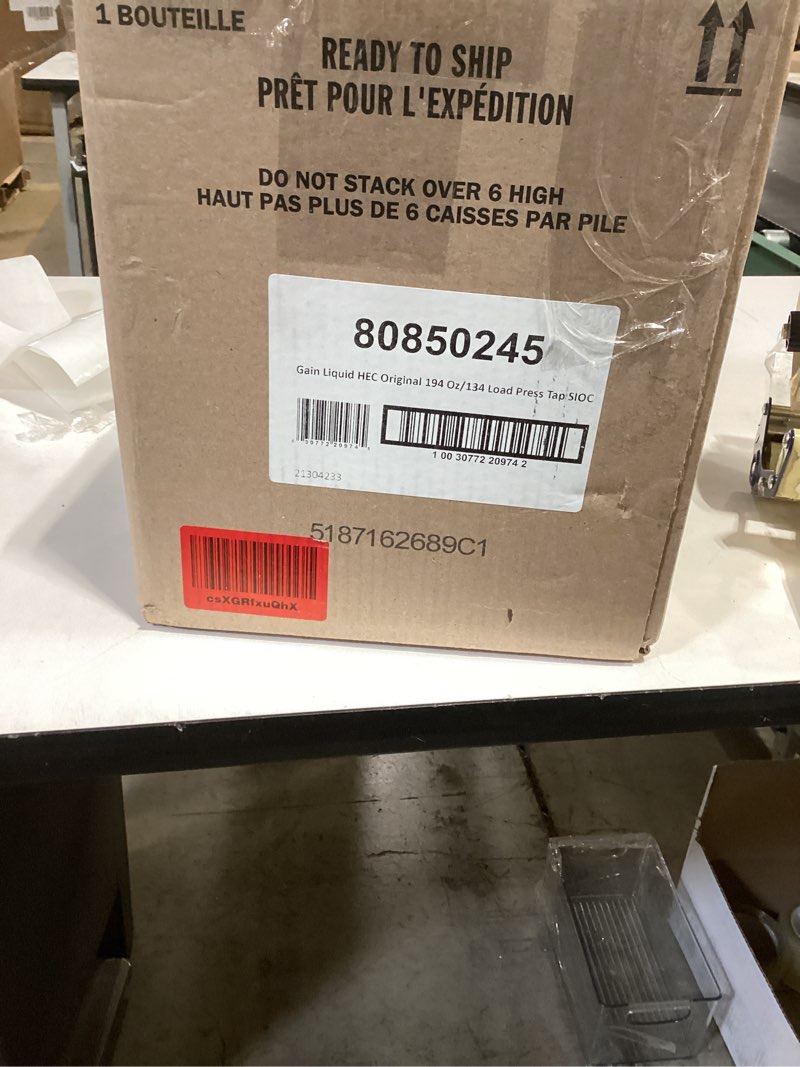 1 BOUTEILLE
READY TO SHIP
PRÊT POUR L'EXPÉDITION
DO NOT STACK OVER 6 HIGH
HAUT PAS PLUS DE 6 CAISSES PAR PILE
80850245
Gain Liquid HEC Original 194 Oz/134 Load Press Tap SIOC
1 00 30772 20974 2
21304233
5187162689C1
csXGRfxuQhX